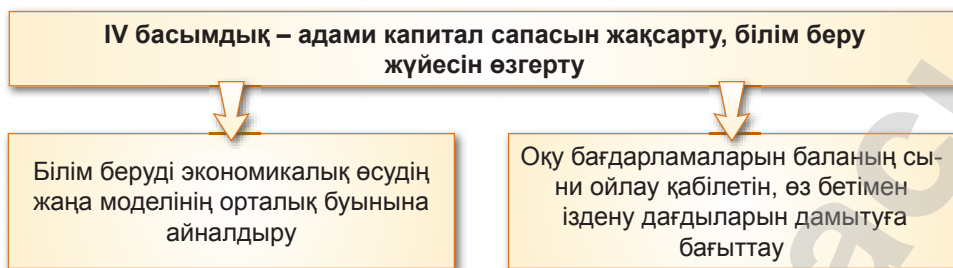 IV басымдық – адами капитал сапасын жақсарту, білім беру
жүйесін өзгерту
Білім беруді экономикалық өсудің
жаңа моделінің орталық буынына
айналдыру
Оқу бағдарламаларын баланың сы-
ни ойлау қабілетін, өз бетімен
іздену дағдыларын дамытуға
бағыттау